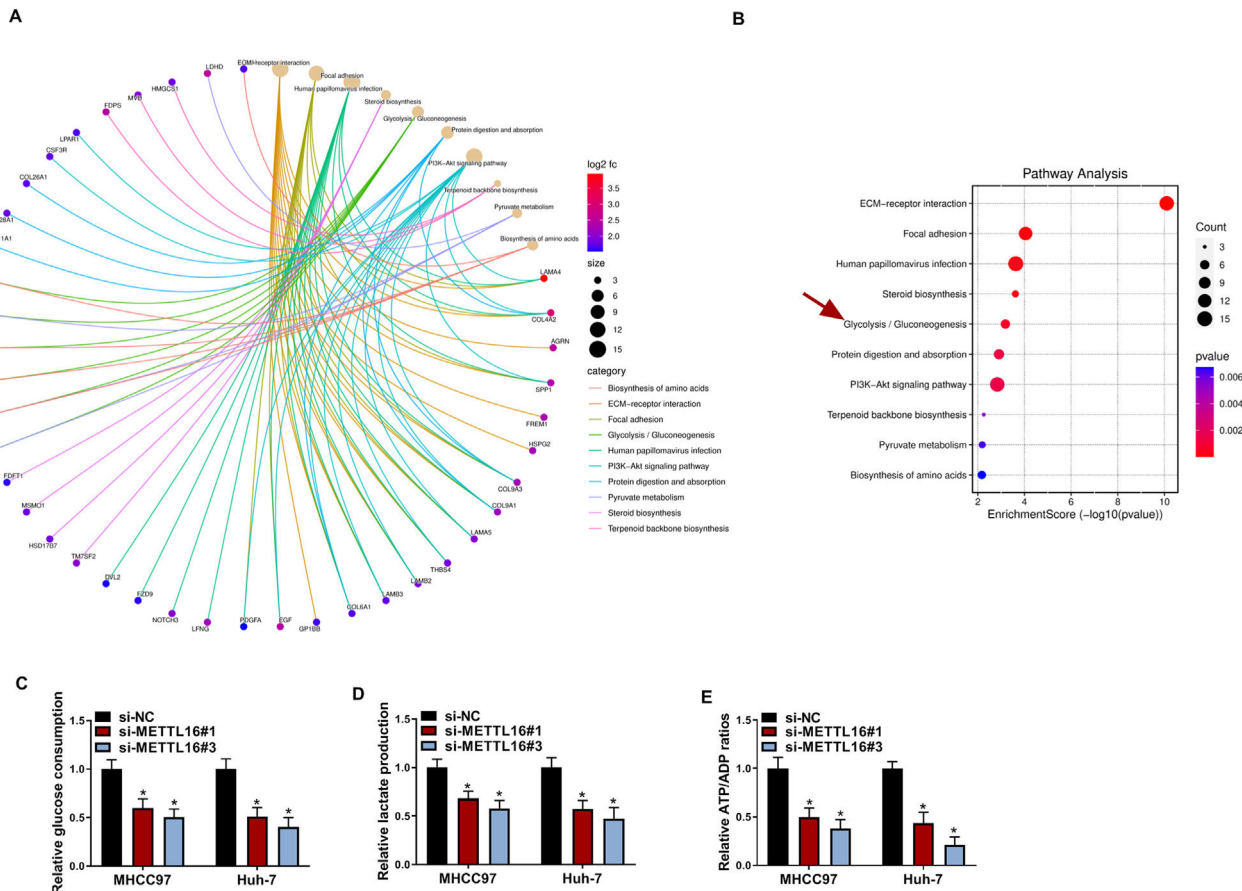 A
B
LDHD
ECM-receptor interaction
Focal adhesion
HMGCS1
Human papillomavirus infection
MVD
Steroid biosynthesis
FDPS
Glycolysis / Gluconeogenesis
LPAR1
Protein digestion and absorption
CSF3R
PI3K-Akt signaling pathway
COL26A1
Terpenoid backbone biosynthesis
28A1
Pyruvate metabolism
1A1
Biosynthesis of amino acids
LAMA4
COL4A2
AGRN
SPP1
FREM1
HSPG2
COL9A3
COL9A1
LAMA5
THBS4
LAMB2
LAMB3
COL6A1
GP1BB
EGF
PDGFA
LFNG
NOTCH3
FZD9
DVL2
TM7SF2
HSD17B7
MSMO1
FDFT1
log2 fc
3.5
3.0
2.5
2.0
size
3
6
9
12
15
category
Biosynthesis of amino acids
ECM-receptor interaction
Focal adhesion
Glycolysis / Gluconeogenesis
Human papillomavirus infection
PI3K-Akt signaling pathway
Protein digestion and absorption
Pyruvate metabolism
Steroid biosynthesis
Terpenoid backbone biosynthesis
Pathway Analysis
ECM-receptor interaction
Focal adhesion
Human papillomavirus infection
Steroid biosynthesis
Glycolysis / Gluconeogenesis
Protein digestion and absorption
PI3K-Akt signaling pathway
Terpenoid backbone biosynthesis
Pyruvate metabolism
Biosynthesis of amino acids
2 4 6 8 10
EnrichmentScore (-log10(pvalue))
Count
3
6
9
12
15
pvalue
0.006
0.004
0.002
C
Relative glucose consumption
1.5
1.0
0.5
0.0
si-NC
si-METTL16#1
si-METTL16#3
* * * *
MHCC97 Huh-7
D
Relative lactate production
1.5
1.0
0.5
0.0
si-NC
si-METTL16#1
si-METTL16#3
* * * *
MHCC97 Huh-7
E
Relative ATP/ADP ratios
1.5
1.0
0.5
0.0
si-NC
si-METTL16#1
si-METTL16#3
* * * *
MHCC97 Huh-7